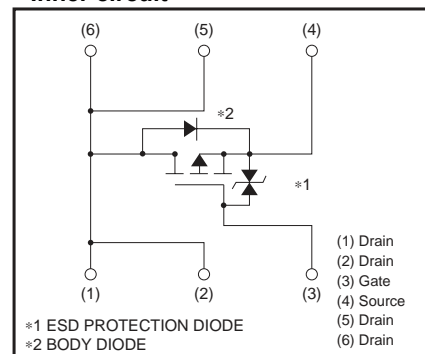 Inner circuit
(6) (5) (4)
∗2
∗1
(1) (2) (3)
(1) Drain
(2) Drain
(3) Gate
(4) Source
(5) Drain
(6) Drain
∗1 ESD PROTECTION DIODE
∗2 BODY DIODE